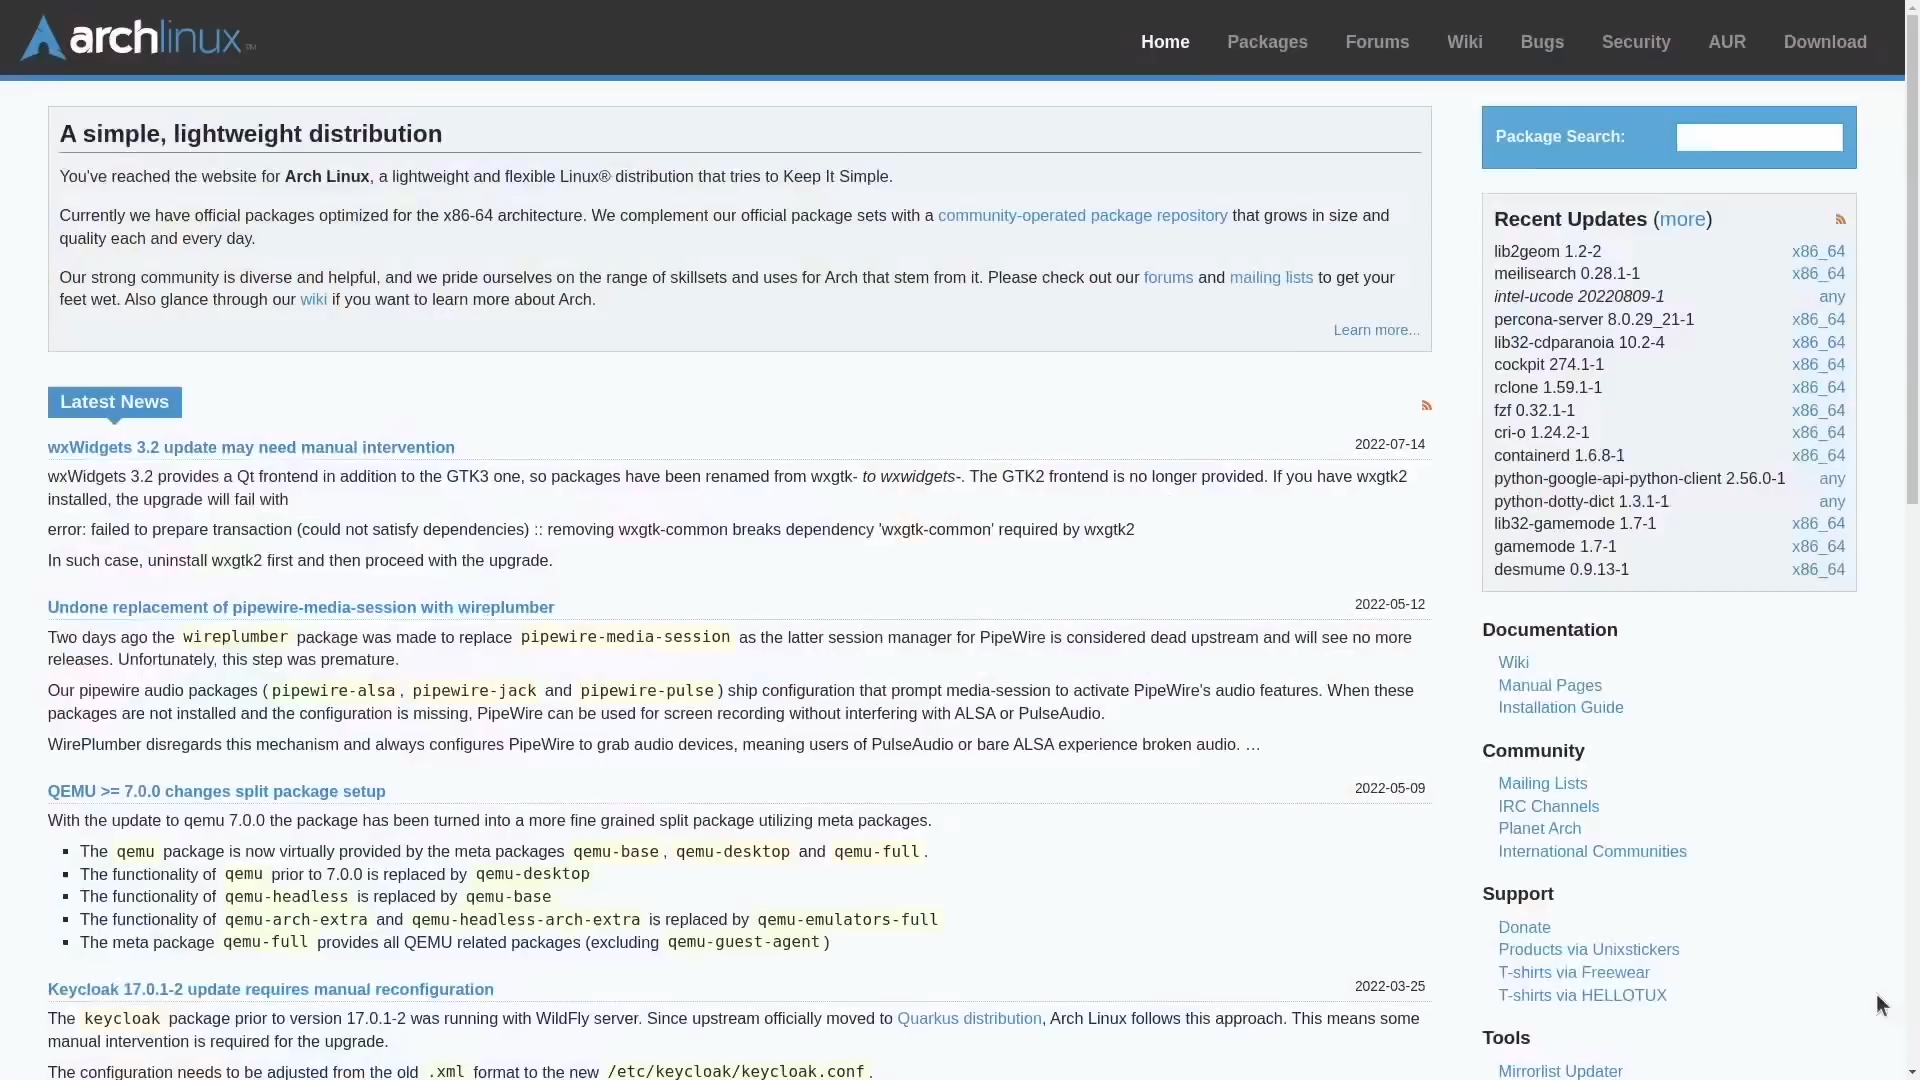 archlinux™
Home Packages Forums Wiki Bugs Security AUR Download
A simple, lightweight distribution
You've reached the website for Arch Linux, a lightweight and flexible Linux® distribution that tries to Keep It Simple.
Currently we have official packages optimized for the x86-64 architecture. We complement our official package sets with a community-operated package repository that grows in size and
quality each and every day.
Our strong community is diverse and helpful, and we pride ourselves on the range of skillsets and uses for Arch that stem from it. Please check out our forums and mailing lists to get your
feet wet. Also glance through our wiki if you want to learn more about Arch.
Learn more...
Latest News
wxWidgets 3.2 update may need manual intervention 2022-07-14
wxWidgets 3.2 provides a Qt frontend in addition to the GTK3 one, so packages have been renamed from wxgtk- to wxwidgets-. The GTK2 frontend is no longer provided. If you have wxgtk2
installed, the upgrade will fail with
error: failed to prepare transaction (could not satisfy dependencies) :: removing wxgtk-common breaks dependency 'wxgtk-common' required by wxgtk2
In such case, uninstall wxgtk2 first and then proceed with the upgrade.
Undone replacement of pipewire-media-session with wireplumber 2022-05-12
Two days ago the wireplumber package was made to replace pipewire-media-session as the latter session manager for PipeWire is considered dead upstream and will see no more
releases. Unfortunately, this step was premature.
Our pipewire audio packages (pipewire-alsa, pipewire-jack and pipewire-pulse) ship configuration that prompt media-session to activate PipeWire's audio features. When these
packages are not installed and the configuration is missing, PipeWire can be used for screen recording without interfering with ALSA or PulseAudio.
WirePlumber disregards this mechanism and always configures PipeWire to grab audio devices, meaning users of PulseAudio or bare ALSA experience broken audio. …
QEMU >= 7.0.0 changes split package setup 2022-05-09
With the update to qemu 7.0.0 the package has been turned into a more fine grained split package utilizing meta packages.
▪ The qemu package is now virtually provided by the meta packages qemu-base, qemu-desktop and qemu-full.
▪ The functionality of qemu prior to 7.0.0 is replaced by qemu-desktop
▪ The functionality of qemu-headless is replaced by qemu-base
▪ The functionality of qemu-arch-extra and qemu-headless-arch-extra is replaced by qemu-emulators-full
▪ The meta package qemu-full provides all QEMU related packages (excluding qemu-guest-agent)
Keycloak 17.0.1-2 update requires manual reconfiguration 2022-03-25
The keycloak package prior to version 17.0.1-2 was running with WildFly server. Since upstream officially moved to Quarkus distribution, Arch Linux follows this approach. This means some
manual intervention is required for the upgrade.
The configuration needs to be adjusted from the old .xml format to the new /etc/keycloak/keycloak.conf.
Package Search:
Recent Updates (more)
lib2geom 1.2-2 x86_64
meilisearch 0.28.1-1 x86_64
intel-ucode 20220809-1 any
percona-server 8.0.29_21-1 x86_64
lib32-cdparanoia 10.2-4 x86_64
cockpit 274.1-1 x86_64
rclone 1.59.1-1 x86_64
fzf 0.32.1-1 x86_64
cri-o 1.24.2-1 x86_64
containerd 1.6.8-1 x86_64
python-google-api-python-client 2.56.0-1 any
python-dotty-dict 1.3.1-1 any
lib32-gamemode 1.7-1 x86_64
gamemode 1.7-1 x86_64
desmume 0.9.13-1 x86_64
Documentation
Wiki
Manual Pages
Installation Guide
Community
Mailing Lists
IRC Channels
Planet Arch
International Communities
Support
Donate
Products via Unixstickers
T-shirts via Freewear
T-shirts via HELLOTUX
Tools
Mirrorlist Updater